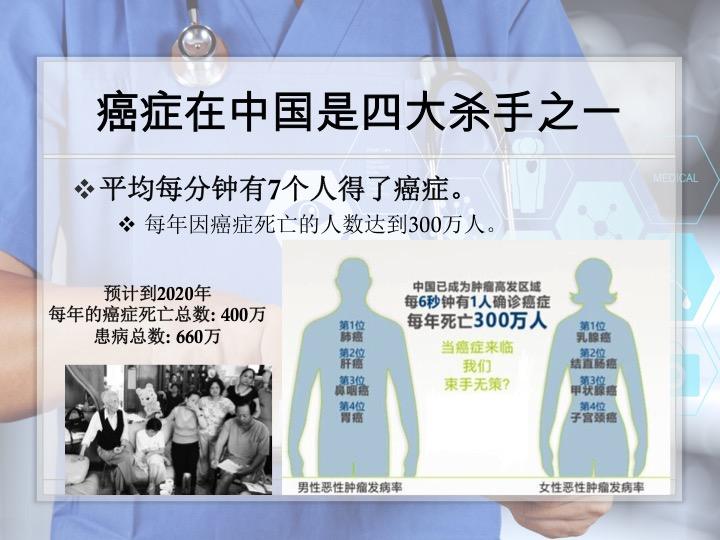 癌症在中国是四大杀手之一
MEDICAL
平均每分钟有7个人得了癌症。
每年因癌症死亡的人数达到300万人。
预计到2020年
每年的癌症死亡总数: 400万
患病总数: 660万
中国已成为肿瘤高发区域
每6秒钟有1人确诊癌症
每年死亡300万人
当癌症来临
我们
束手无策?
第1位
肺癌
第2位
肝癌
第3位
鼻咽癌
第4位
胃癌
男性恶性肿瘤发病率
第1位
乳腺癌
第2位
结直肠癌
第3位
甲状腺癌
第4位
子宫颈癌
女性恶性肿瘤发病率